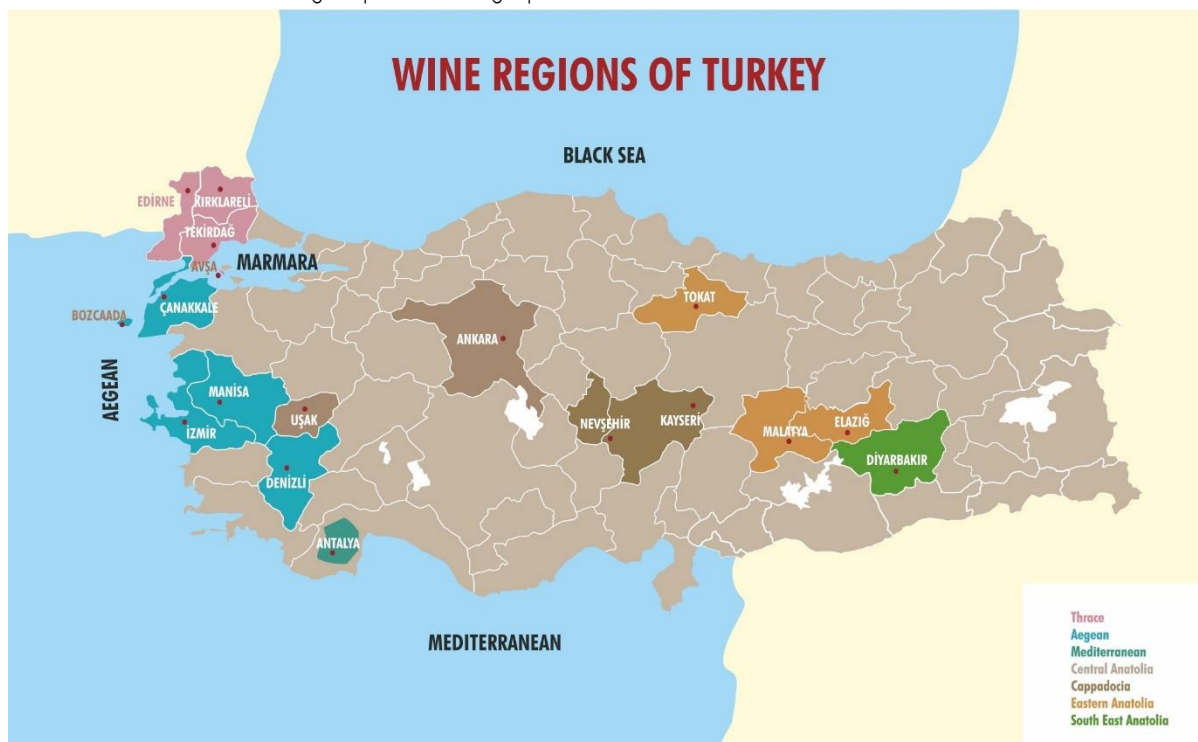 WINE REGIONS OF TURKEY
BLACK SEA
EDİRNE
KIRKLARELİ
TEKİRDAĞ
AVŞA
MARMARA
ÇANAKKALE
BOZCAADA
TOKAT
ANKARA
AEGEAN
MANİSA
UŞAK
İZMİR
NEVŞEHİR
KAYSERİ
MALATYA
ELAZIĞ
DİYARBAKIR
DENİZLİ
ANTALYA
MEDITERRANEAN
Thrace
Aegean
Mediterranean
Central Anatolia
Cappadocia
Eastern Anatolia
South East Anatolia